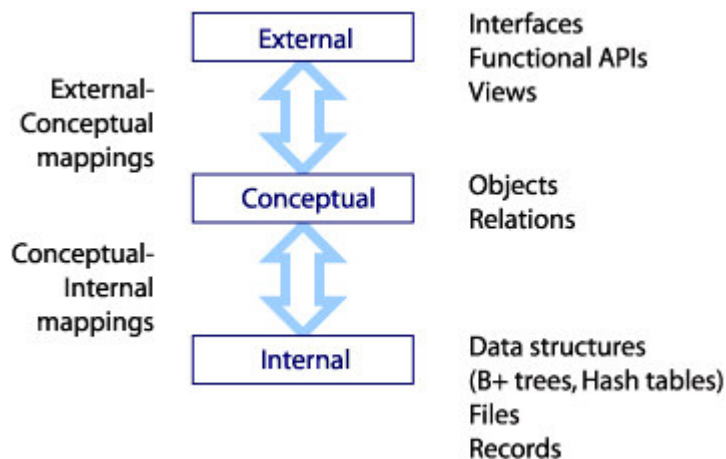 External
Interfaces
Functional APIs
Views
External-
Conceptual
mappings
Conceptual
Objects
Relations
Conceptual-
Internal
mappings
Internal
Data structures
(B+ trees, Hash tables)
Files
Records